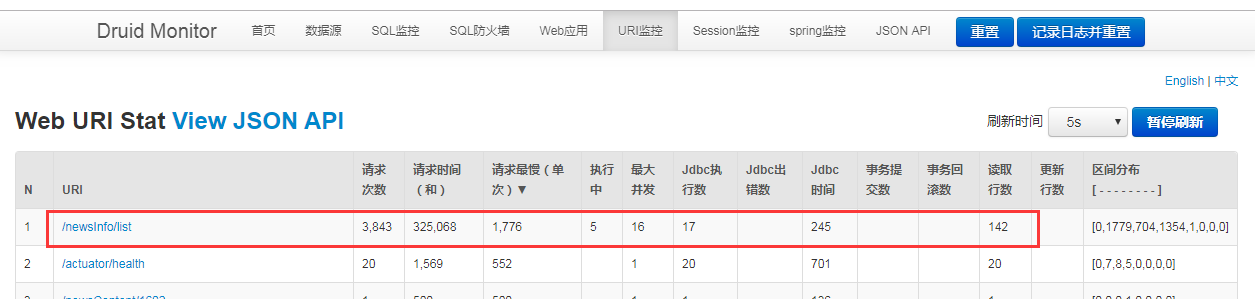 Druid Monitor 首页 数据源 SQL监控 SQL防火墙 Web应用 URI监控 Session监控 spring监控 JSON API 重置 记录日志并重置
English | 中文
Web URI Stat View JSON API 刷新时间 5s 暂停刷新
N URI 请求次数 请求时间（和） 请求最慢（单次）▼ 执行中 最大并发 Jdbc执行数 Jdbc出错数 Jdbc时间 事务提交数 事务回滚数 读取行数 更新行数 区间分布 [ - - - - - - - - ]
1 /newsInfo/list 3,843 325,068 1,776 5 16 17 245 142 [0,1779,704,1354,1,0,0,0]
2 /actuator/health 20 1,569 552 1 20 701 20 [0,7,8,5,0,0,0,0]